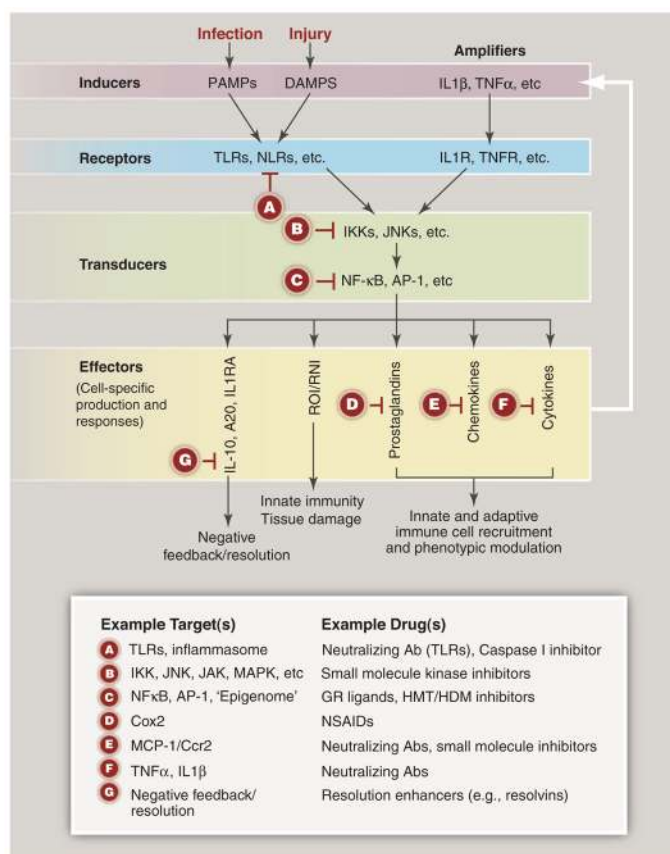 Infection Injury
Amplifiers
Inducers PAMPs DAMPS IL1β, TNFα, etc
Receptors TLRs, NLRs, etc. IL1R, TNFR, etc.
A
B IKKs, JNKs, etc.
Transducers
C NF-κB, AP-1, etc
Effectors
(Cell-specific
production and
responses)
G
IL-10, A20, IL1RA
ROI/RNI
D
Prostaglandins
E
Chemokines
F
Cytokines
Innate immunity
Tissue damage
Negative
feedback/resolution
Innate and adaptive
immune cell recruitment
and phenotypic modulation
Example Target(s) Example Drug(s)
A TLRs, inflammasome Neutralizing Ab (TLRs), Caspase I inhibitor
B IKK, JNK, JAK, MAPK, etc Small molecule kinase inhibitors
C NFκB, AP-1, 'Epigenome' GR ligands, HMT/HDM inhibitors
D Cox2 NSAIDs
E MCP-1/Ccr2 Neutralizing Abs, small molecule inhibitors
F TNFα, IL1β Neutralizing Abs
G Negative feedback/ Resolution enhancers (e.g., resolvins)
resolution